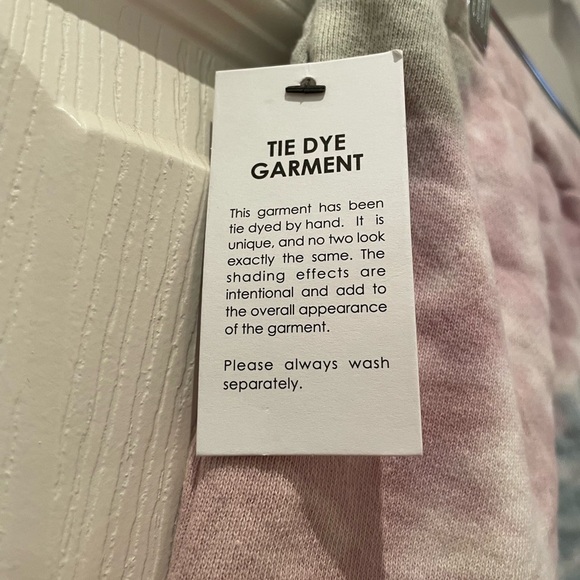 TIE DYE
GARMENT
This garment has been
tie dyed by hand. It is
unique, and no two look
exactly the same. The
shading effects are
intentional and add to
the overall appearance
of the garment.
Please always wash
separately.